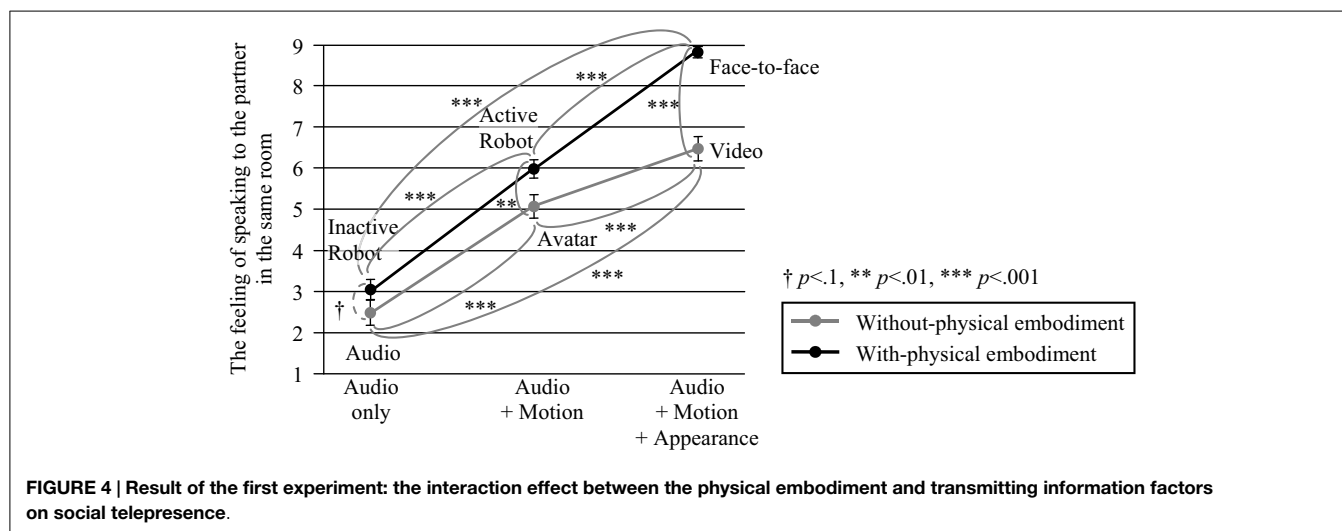 The feeling of speaking to the partner
in the same room
9
8
7
6
5
4
3
2
1
***
***
***
***
**
***
***
***
†
Face-to-face
Active
Robot
Video
Inactive
Robot
Avatar
Audio
Audio
only
Audio
+ Motion
Audio
+ Motion
+ Appearance
† p<.1, ** p<.01, *** p<.001
Without-physical embodiment
With-physical embodiment
FIGURE 4 | Result of the first experiment: the interaction effect between the physical embodiment and transmitting information factors
on social telepresence.